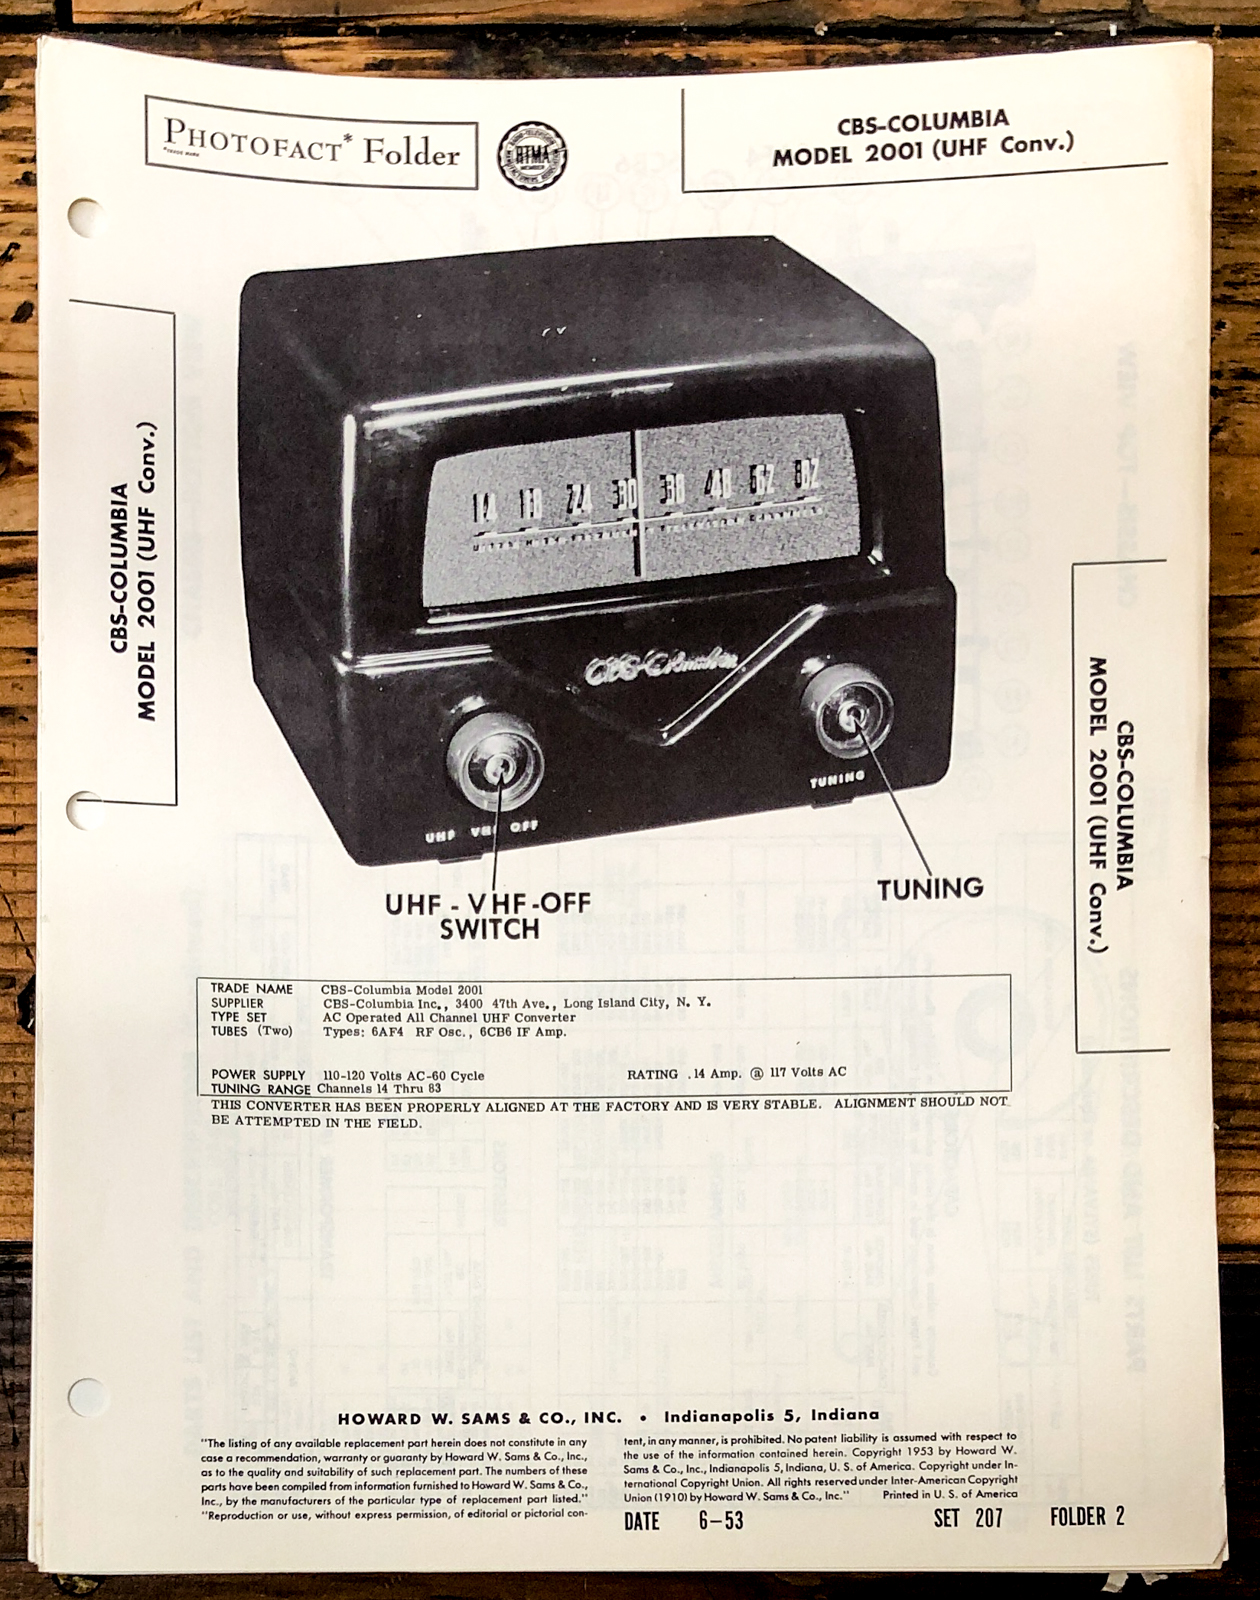 PHOTOFACT* Folder
*TRADE MARK
RTMA
CBS-COLUMBIA
MODEL 2001 (UHF Conv.)
CBS-COLUMBIA
MODEL 2001 (UHF Conv.)
14 18 24 30 38 48 62 82
CBS-Columbia
UHF VHF OFF
TUNING
CBS-COLUMBIA
MODEL 2001 (UHF Conv.)
UHF - VHF -OFF
SWITCH
TUNING
TRADE NAME CBS-Columbia Model 2001
SUPPLIER CBS-Columbia Inc., 3400 47th Ave., Long Island City, N. Y.
TYPE SET AC Operated All Channel UHF Converter
TUBES (Two) Types: 6AF4 RF Osc., 6CB6 IF Amp.
POWER SUPPLY 110-120 Volts AC-60 Cycle RATING .14 Amp. @ 117 Volts AC
TUNING RANGE Channels 14 Thru 83
THIS CONVERTER HAS BEEN PROPERLY ALIGNED AT THE FACTORY AND IS VERY STABLE. ALIGNMENT SHOULD NOT
BE ATTEMPTED IN THE FIELD.
HOWARD W. SAMS & CO., INC. • Indianapolis 5, Indiana
"The listing of any available replacement part herein does not constitute in any
case a recommendation, warranty or guaranty by Howard W. Sams & Co., Inc.,
as to the quality and suitability of such replacement part. The numbers of these
parts have been compiled from information furnished to Howard W. Sams & Co.,
Inc., by the manufacturers of the particular type of replacement part listed."
"Reproduction or use, without express permission, of editorial or pictorial con-
tent, in any manner, is prohibited. No patent liability is assumed with respect to
the use of the information contained herein. Copyright 1953 by Howard W.
Sams & Co., Inc., Indianapolis 5, Indiana, U. S. of America. Copyright under In-
ternational Copyright Union. All rights reserved under Inter-American Copyright
Union (1910) by Howard W. Sams & Co., Inc." Printed in U. S. of America
DATE 6-53 SET 207 FOLDER 2